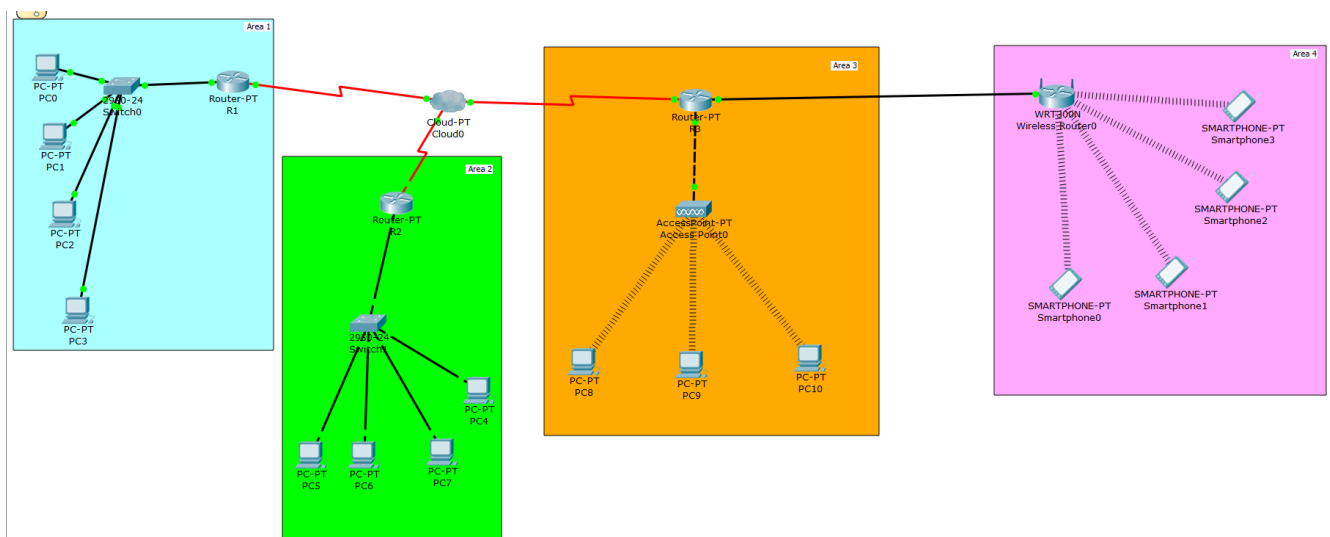 Area 1
PC-PT
PC0
2960-24
Switch0
Router-PT
R1
PC-PT
PC1
PC-PT
PC2
PC-PT
PC3
Cloud-PT
Cloud0
Area 2
Router-PT
R2
2960-24
Switch1
PC-PT
PC4
PC-PT
PC5
PC-PT
PC6
PC-PT
PC7
Area 3
Router-PT
R3
AccessPoint-PT
Access Point0
PC-PT
PC8
PC-PT
PC9
PC-PT
PC10
Area 4
WRT300N
Wireless Router0
SMARTPHONE-PT
Smartphone3
SMARTPHONE-PT
Smartphone2
SMARTPHONE-PT
Smartphone1
SMARTPHONE-PT
Smartphone0